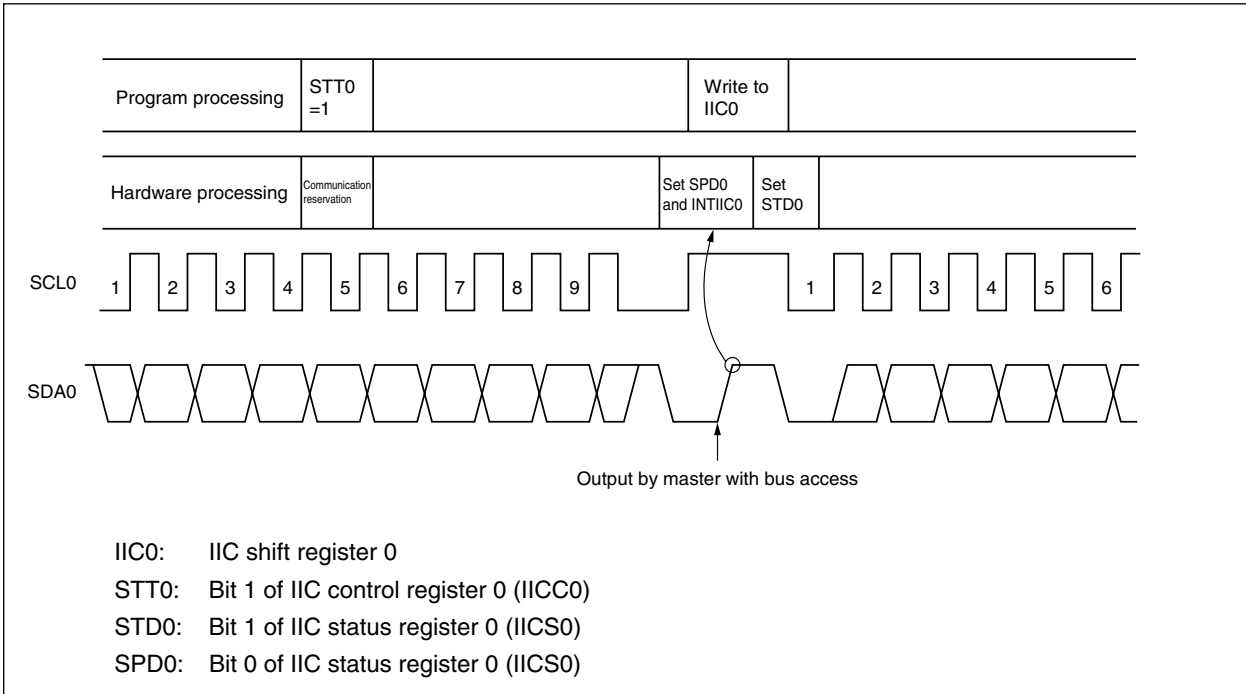 Program processing
STT0
=1
Write to
IIC0
Hardware processing
Communication
reservation
Set SPD0
and INTIIC0
Set
STD0
SCL0
1 2 3 4 5 6 7 8 9 1 2 3 4 5 6
SDA0
Output by master with bus access
IIC0: IIC shift register 0
STT0: Bit 1 of IIC control register 0 (IICC0)
STD0: Bit 1 of IIC status register 0 (IICS0)
SPD0: Bit 0 of IIC status register 0 (IICS0)